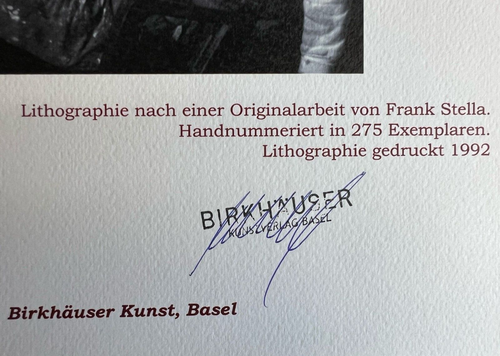 Lithographie nach einer Originalarbeit von Frank Stella.
Handnummeriert in 275 Exemplaren.
Lithographie gedruckt 1992
BIRKHÄUSER
KUNSTVERLAG BASEL
Birkhäuser Kunst, Basel